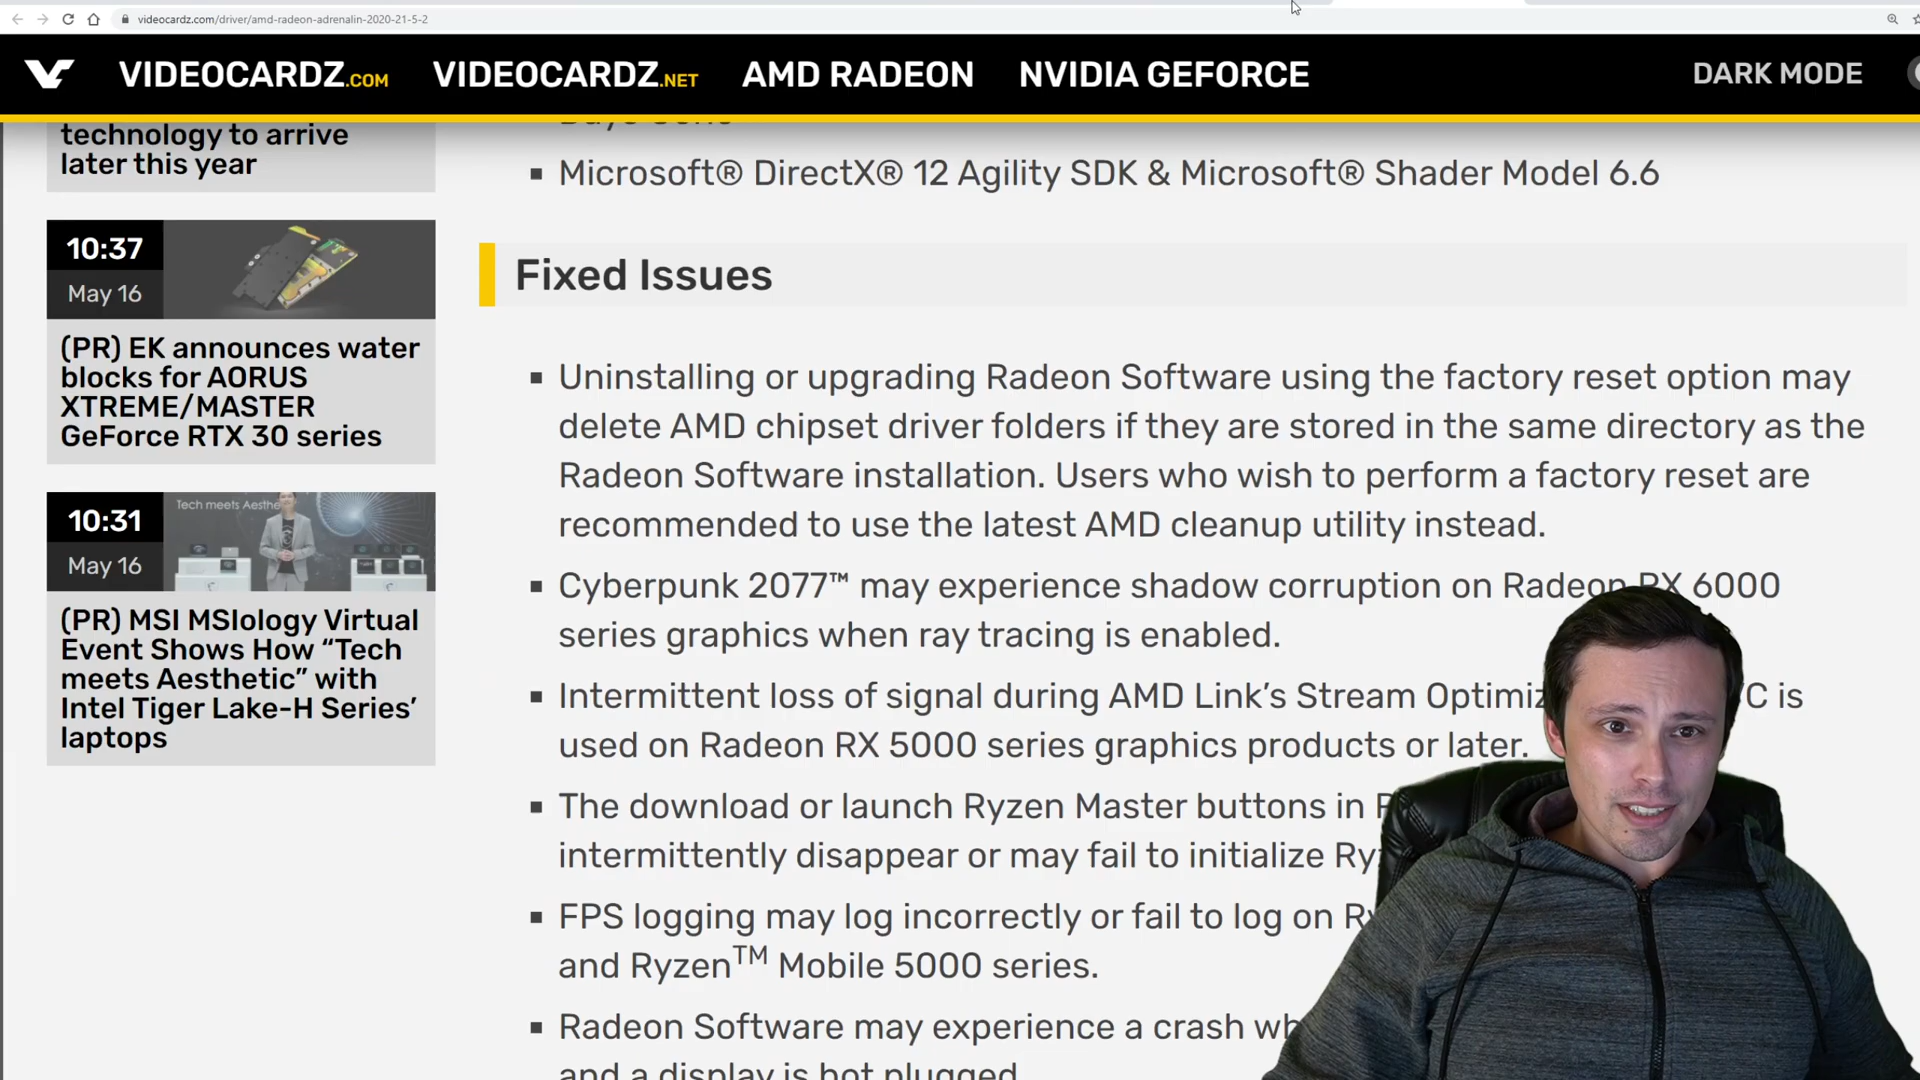 videocardz.com/driver/amd-radeon-adrenalin-2020-21-5-2
VIDEOCARDZ.COM VIDEOCARDZ.NET AMD RADEON NVIDIA GEFORCE DARK MODE
technology to arrive
later this year
10:37
May 16
(PR) EK announces water
blocks for AORUS
XTREME/MASTER
GeForce RTX 30 series
10:31
May 16
Tech meets
(PR) MSI MSIology Virtual
Event Shows How “Tech
meets Aesthetic” with
Intel Tiger Lake-H Series’
laptops
▪ Microsoft® DirectX® 12 Agility SDK & Microsoft® Shader Model 6.6
Fixed Issues
▪ Uninstalling or upgrading Radeon Software using the factory reset option may
delete AMD chipset driver folders if they are stored in the same directory as the
Radeon Software installation. Users who wish to perform a factory reset are
recommended to use the latest AMD cleanup utility instead.
▪ Cyberpunk 2077™ may experience shadow corruption on Radeon RX 6000
series graphics when ray tracing is enabled.
▪ Intermittent loss of signal during AMD Link’s Stream is
used on Radeon RX 5000 series graphics products or later.
▪ The download or launch Ryzen Master buttons in
intermittently disappear or may fail to initialize
▪ FPS logging may log incorrectly or fail to log on
and Ryzen™ Mobile 5000 series.
▪ Radeon Software may experience a crash
and a display is hot plugged